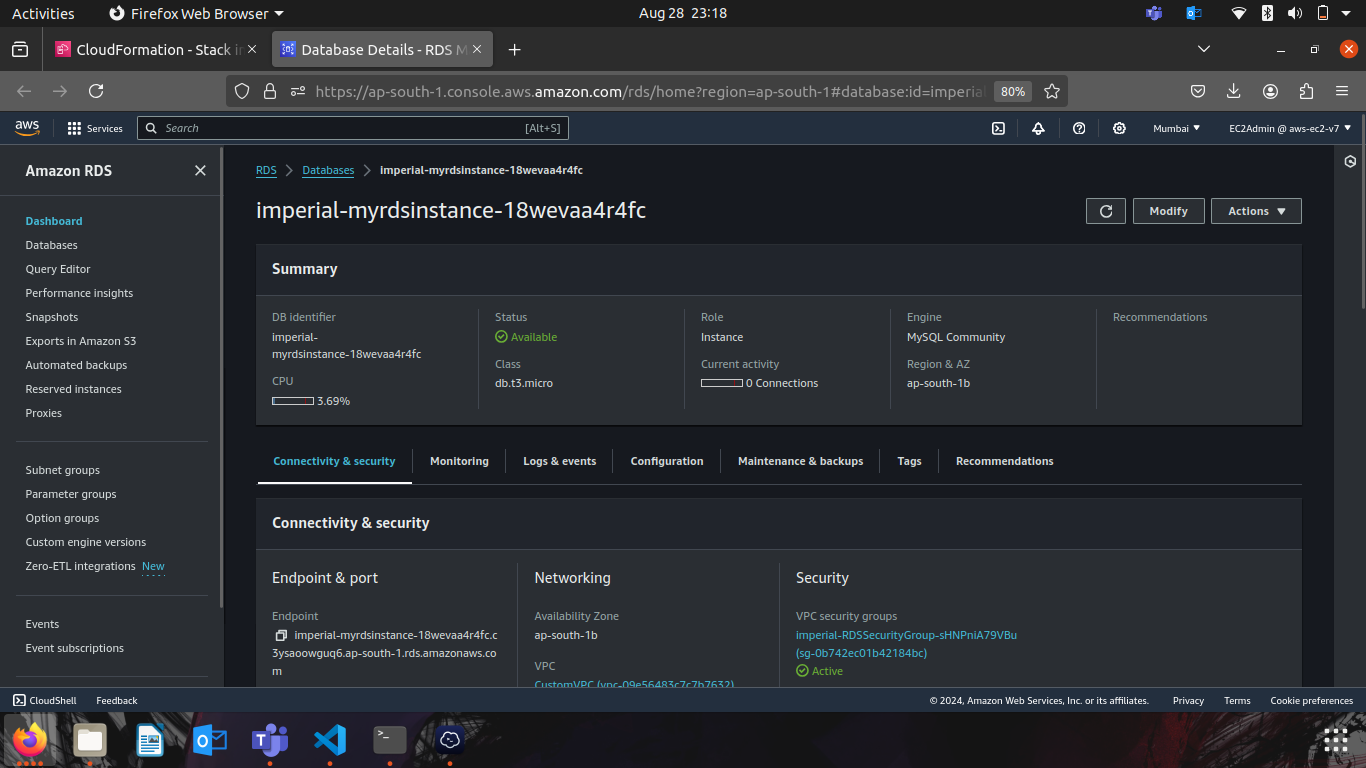 Activities
Firefox Web Browser
Aug 28 23:18
CloudFormation - Stack in
Database Details - RDS M
https://ap-south-1.console.aws.amazon.com/rds/home?region=ap-south-1#database:id=imperial
80%
aws
Services
Search
[Alt+S]
Mumbai
EC2Admin @ aws-ec2-v7
Amazon RDS
Dashboard
Databases
Query Editor
Performance insights
Snapshots
Exports in Amazon S3
Automated backups
Reserved instances
Proxies
Subnet groups
Parameter groups
Option groups
Custom engine versions
Zero-ETL integrations New
Events
Event subscriptions
RDS
Databases
imperial-myrdsinstance-18wevaa4r4fc
imperial-myrdsinstance-18wevaa4r4fc
Modify
Actions
Summary
DB identifier
imperial-
myrdsinstance-18wevaa4r4fc
CPU
3.69%
Status
Available
Class
db.t3.micro
Role
Instance
Current activity
0 Connections
Engine
MySQL Community
Region & AZ
ap-south-1b
Recommendations
Connectivity & security
Monitoring
Logs & events
Configuration
Maintenance & backups
Tags
Recommendations
Connectivity & security
Endpoint & port
Endpoint
imperial-myrdsinstance-18wevaa4r4fc.c
3ysaoowguq6.ap-south-1.rds.amazonaws.co
m
Networking
Availability Zone
ap-south-1b
VPC
CustomVPC (vpc-09e56483c7c7b7632)
Security
VPC security groups
imperial-RDSSecurityGroup-sHNPniA79VBu
(sg-0b742ec01b42184bc)
Active
CloudShell
Feedback
© 2024, Amazon Web Services, Inc. or its affiliates.
Privacy
Terms
Cookie preferences